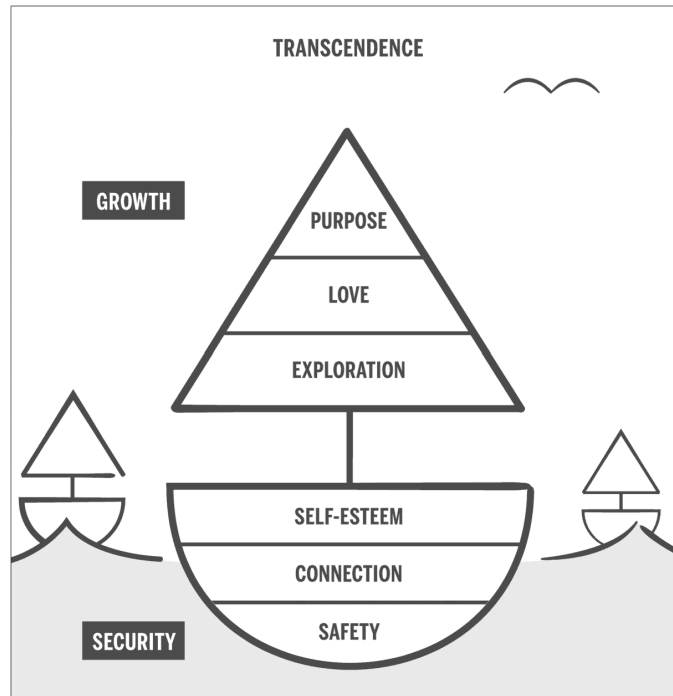 TRANSCENDENCE
GROWTH
PURPOSE
LOVE
EXPLORATION
SELF-ESTEEM
CONNECTION
SAFETY
SECURITY